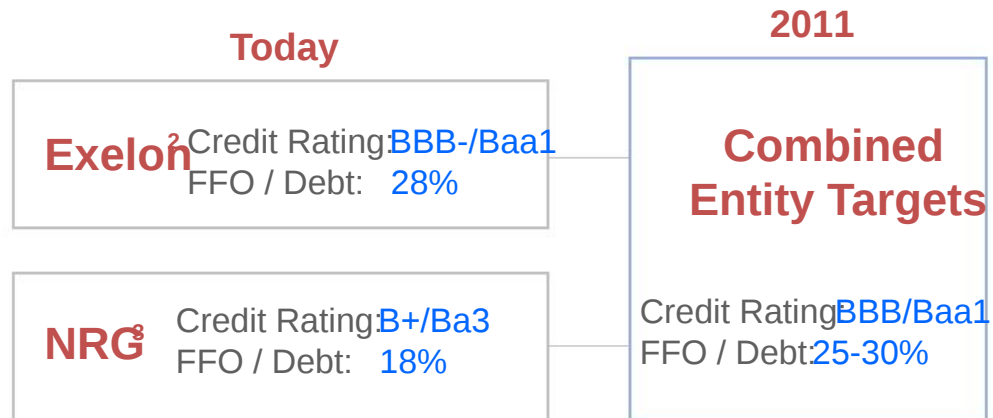 Today
2011
Exelon²
Credit Rating: BBB-/Baa1
FFO / Debt: 28%
NRG³
Credit Rating: B+/Ba3
FFO / Debt: 18%
Combined
Entity Targets
Credit Rating: BBB/Baa1
FFO / Debt: 25-30%